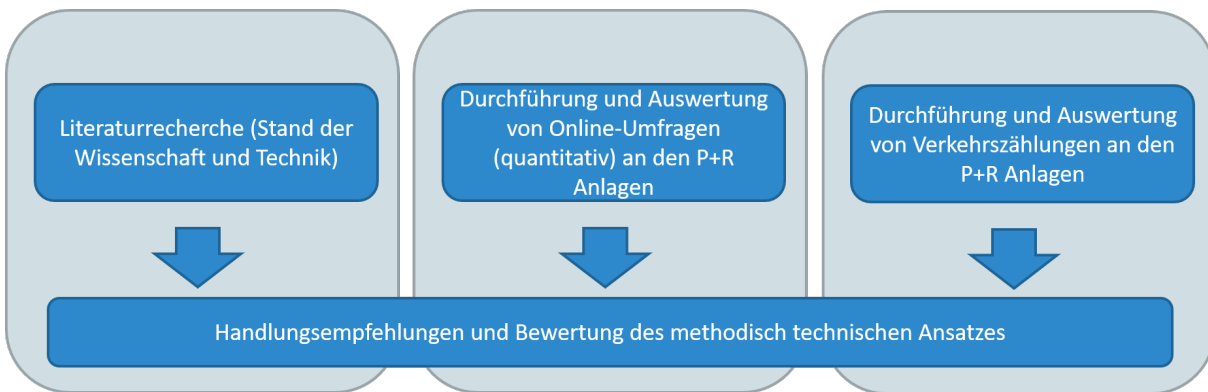 Literaturrecherche (Stand der
Wissenschaft und Technik)
Durchführung und Auswertung
von Online-Umfragen
(quantitativ) an den P+R
Anlagen
Durchführung und Auswertung
von Verkehrszählungen an den
P+R Anlagen
Handlungsempfehlungen und Bewertung des methodisch technischen Ansatzes